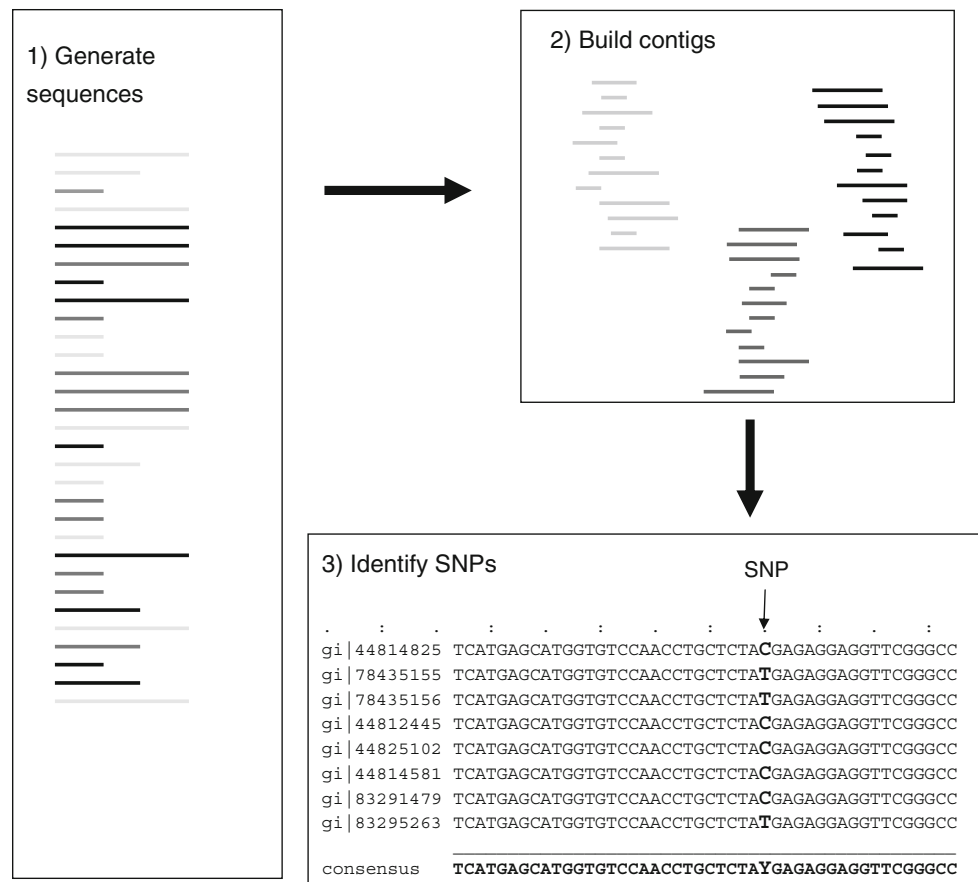 1) Generate
sequences
2) Build contigs
3) Identify SNPs
SNP
. : . : . : . : . : . :
gi|44814825 TCATGAGCATGGTGTCCAACCTGCTCTACGAGAGGAGGTTCGGGCC
gi|78435155 TCATGAGCATGGTGTCCAACCTGCTCTATGAGAGGAGGTTCGGGCC
gi|78435156 TCATGAGCATGGTGTCCAACCTGCTCTATGAGAGGAGGTTCGGGCC
gi|44812445 TCATGAGCATGGTGTCCAACCTGCTCTACGAGAGGAGGTTCGGGCC
gi|44825102 TCATGAGCATGGTGTCCAACCTGCTCTACGAGAGGAGGTTCGGGCC
gi|44814581 TCATGAGCATGGTGTCCAACCTGCTCTACGAGAGGAGGTTCGGGCC
gi|83291479 TCATGAGCATGGTGTCCAACCTGCTCTACGAGAGGAGGTTCGGGCC
gi|83295263 TCATGAGCATGGTGTCCAACCTGCTCTATGAGAGGAGGTTCGGGCC
consensus TCATGAGCATGGTGTCCAACCTGCTCTAYGAGAGGAGGTTCGGGCC